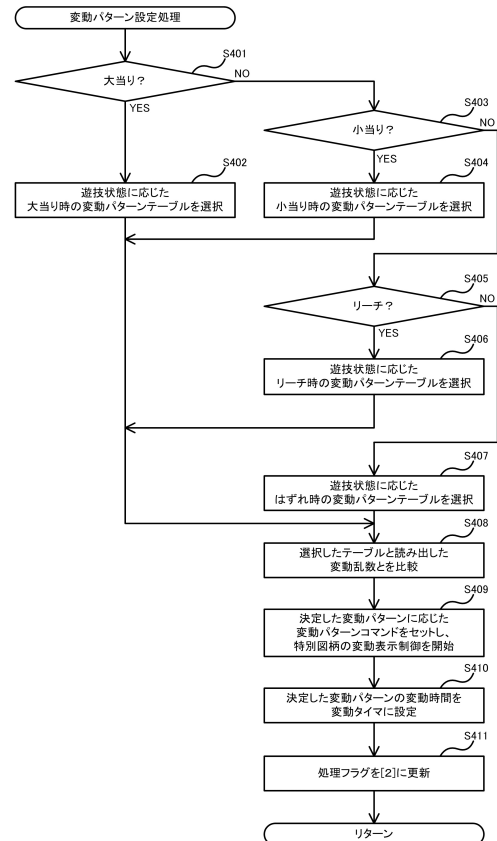 変動パターン設定処理
S401
大当り?
NO
YES
S403
小当り?
NO
YES
S402
遊技状態に応じた
大当り時の変動パターンテーブルを選択
S404
遊技状態に応じた
小当り時の変動パターンテーブルを選択
S405
リーチ?
NO
YES
S406
遊技状態に応じた
リーチ時の変動パターンテーブルを選択
S407
遊技状態に応じた
はずれ時の変動パターンテーブルを選択
S408
選択したテーブルと読み出した
変動乱数とを比較
S409
決定した変動パターンに応じた
変動パターンコマンドをセットし、
特別図柄の変動表示制御を開始
S410
決定した変動パターンの変動時間を
変動タイマに設定
S411
処理フラグを[2]に更新
リターン